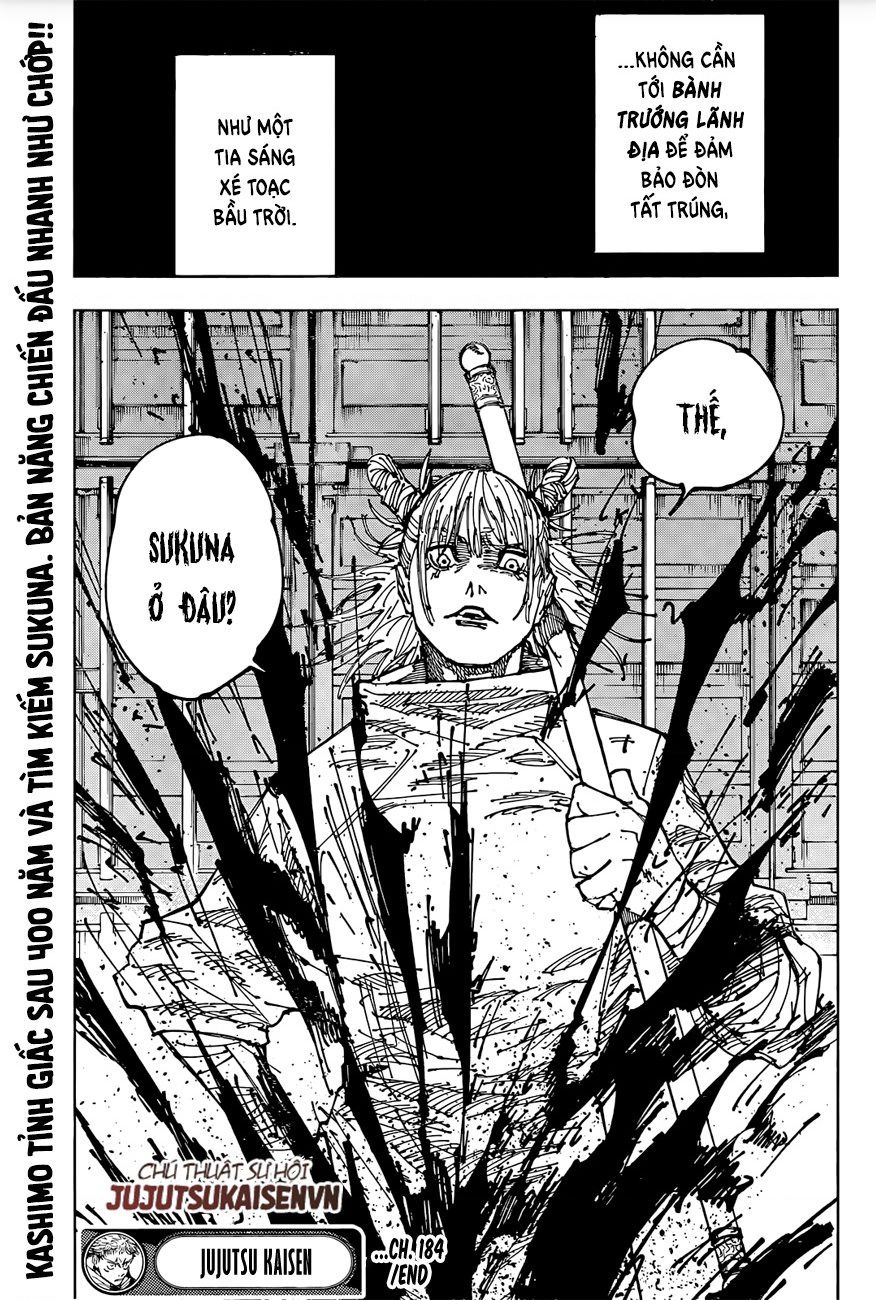 ...KHÔNG CẦN
TỚI BÀNH
TRƯỚNG LÃNH
ĐỊA ĐỂ ĐẢM
BẢO ĐÒN
TẤT TRÚNG,
NHƯ MỘT
TIA SÁNG
XÉ TOẠC
BẦU TRỜI.
THẾ,
SUKUNA
Ở ĐÂU?
KASHIMO TỈNH GIẤC SAU 400 NĂM VÀ TÌM KIẾM SUKUNA. BẢN NĂNG CHIẾN ĐẤU NHANH NHƯ CHỚP!!
CHÚ THUẬT SƯ HỘI
JUJUTSUKAISENVN
JUJUTSU KAISEN
...CH. 184
/END